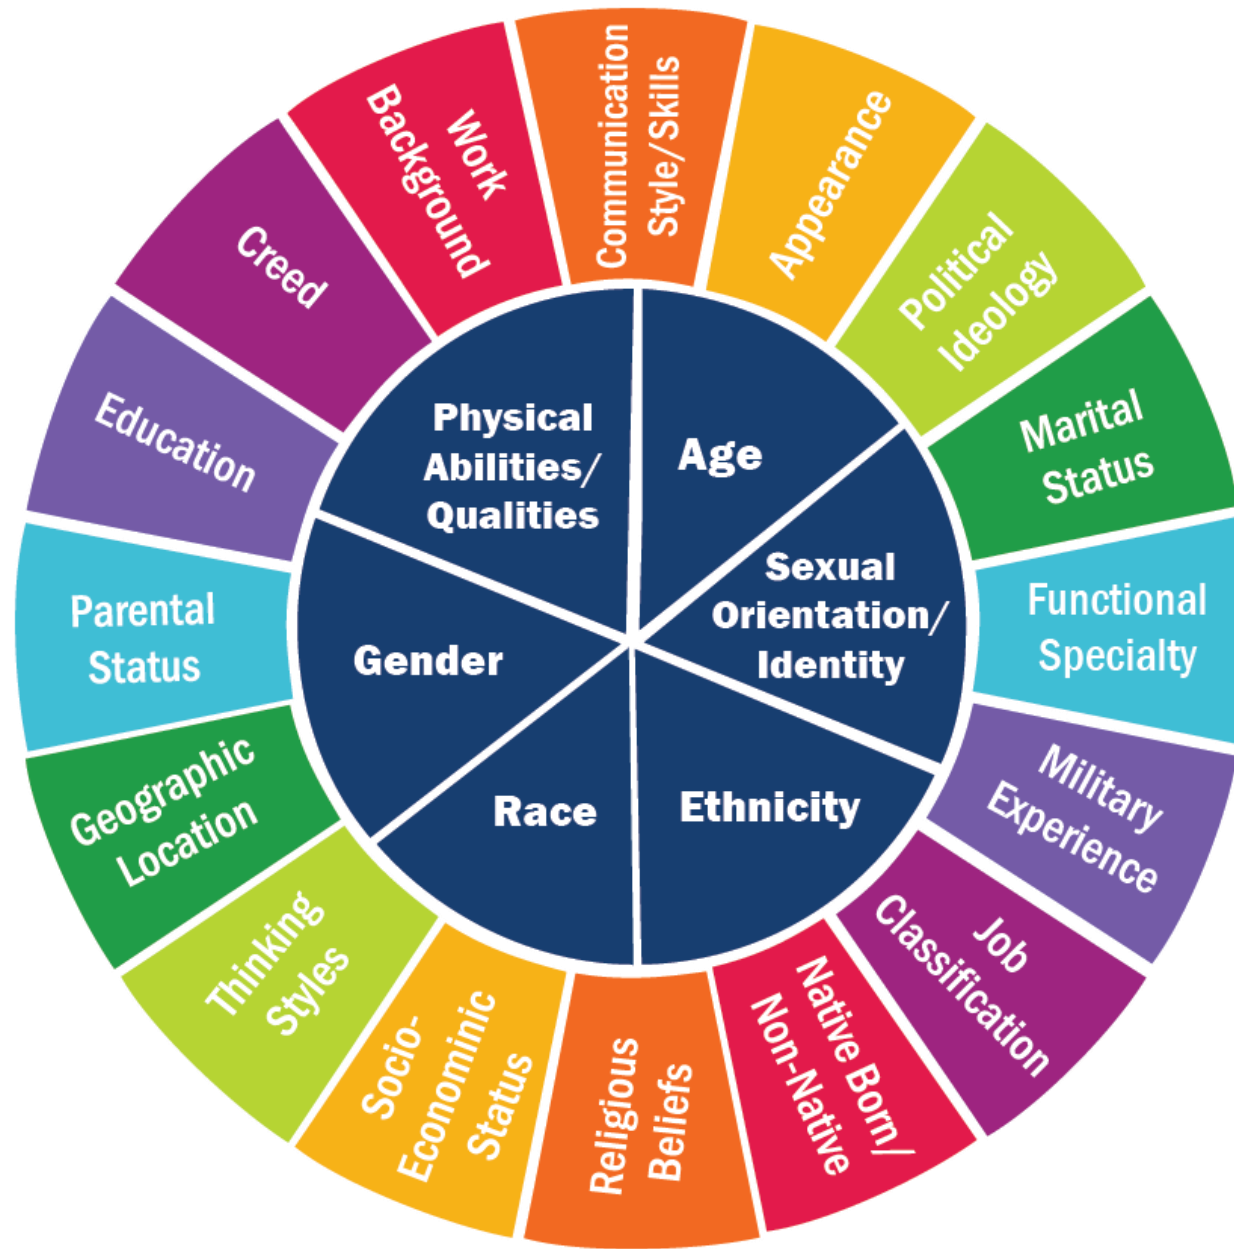 Communication
Style/Skills
Appearance
Political
Ideology
Marital
Status
Functional
Specialty
Military
Experience
Job
Classification
Native Born/
Non-Native
Religious
Beliefs
Socio-
Econominic
Status
Thinking
Styles
Geographic
Location
Parental
Status
Education
Creed
Work
Background
Physical
Abilities/
Qualities
Age
Sexual
Orientation/
Identity
Ethnicity
Race
Gender